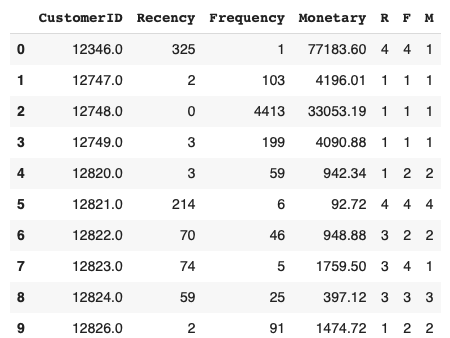 CustomerID Recency Frequency Monetary R F M
0 12346.0 325 1 77183.60 4 4 1
1 12747.0 2 103 4196.01 1 1 1
2 12748.0 0 4413 33053.19 1 1 1
3 12749.0 3 199 4090.88 1 1 1
4 12820.0 3 59 942.34 1 2 2
5 12821.0 214 6 92.72 4 4 4
6 12822.0 70 46 948.88 3 2 2
7 12823.0 74 5 1759.50 3 4 1
8 12824.0 59 25 397.12 3 3 3
9 12826.0 2 91 1474.72 1 2 2